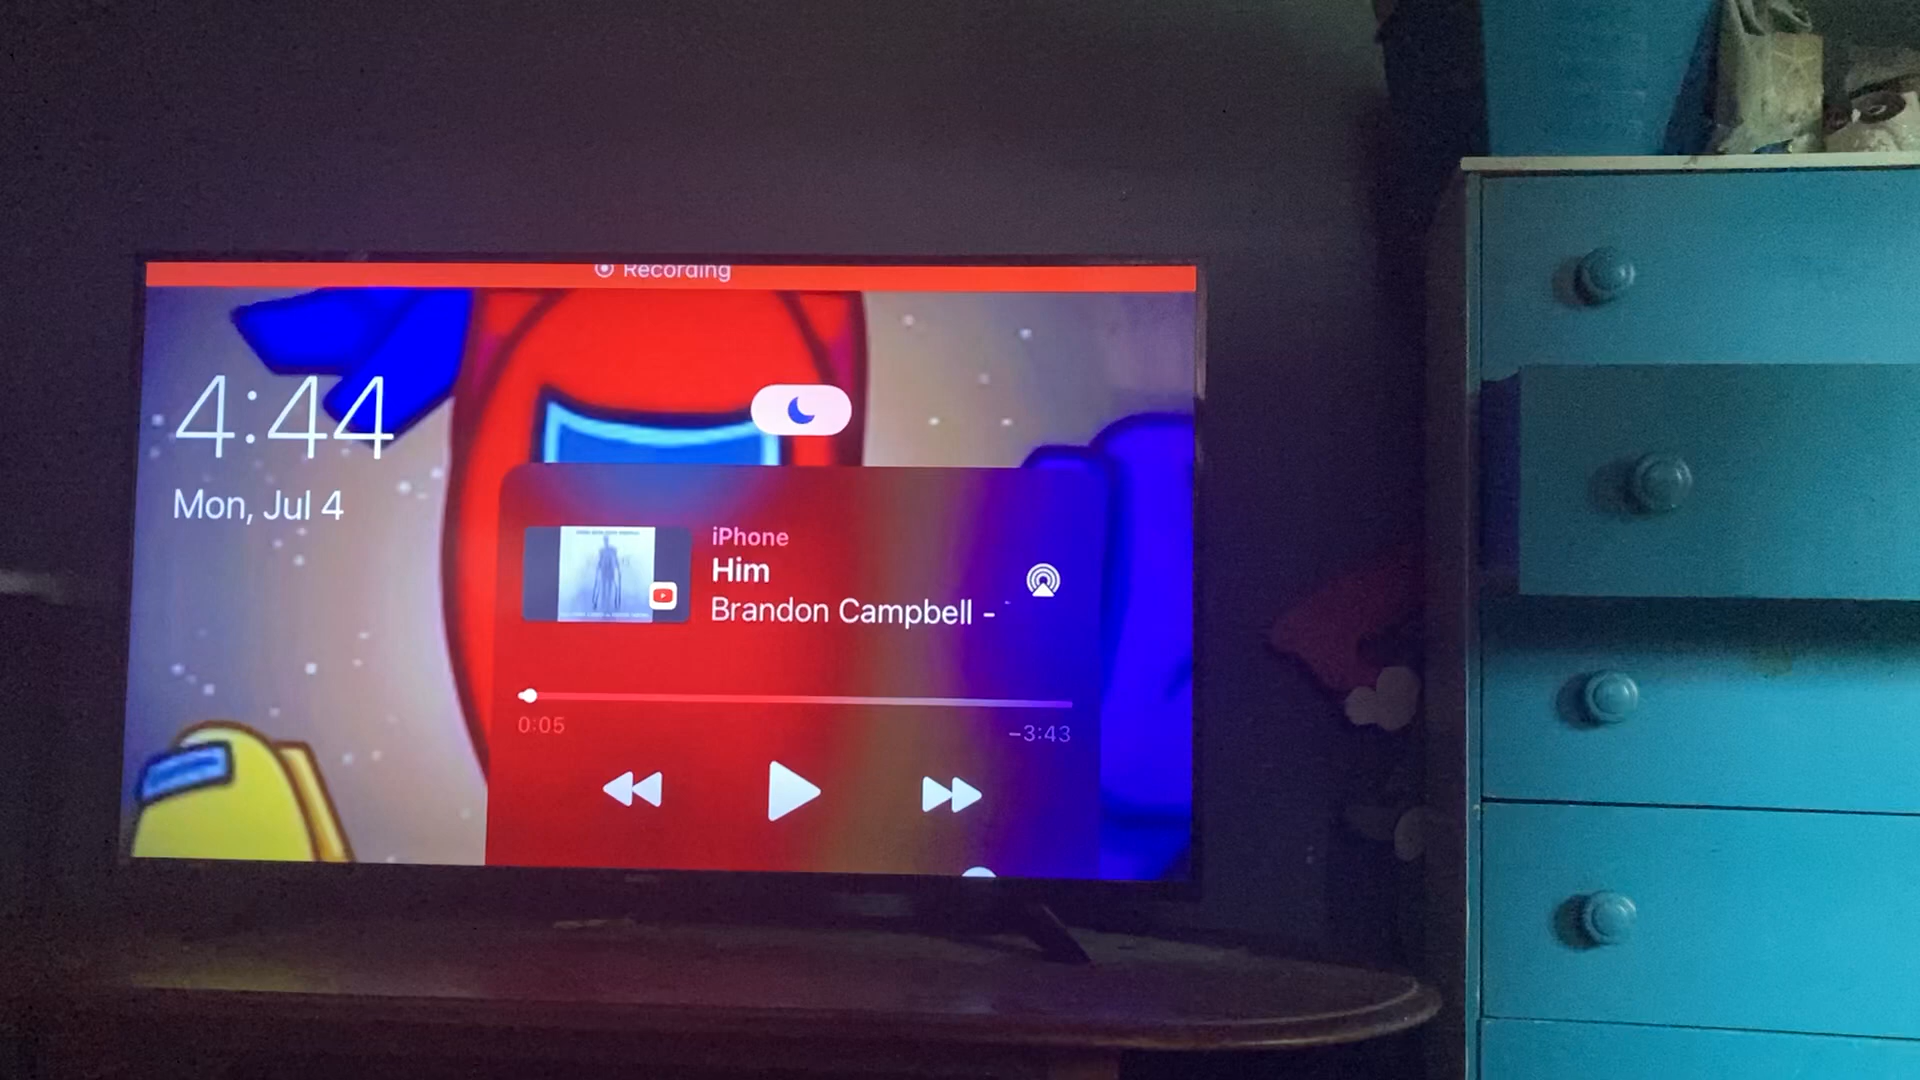 Recording
4:44
Mon, Jul 4
iPhone
Him
Brandon Campbell -
0:05
-3:43